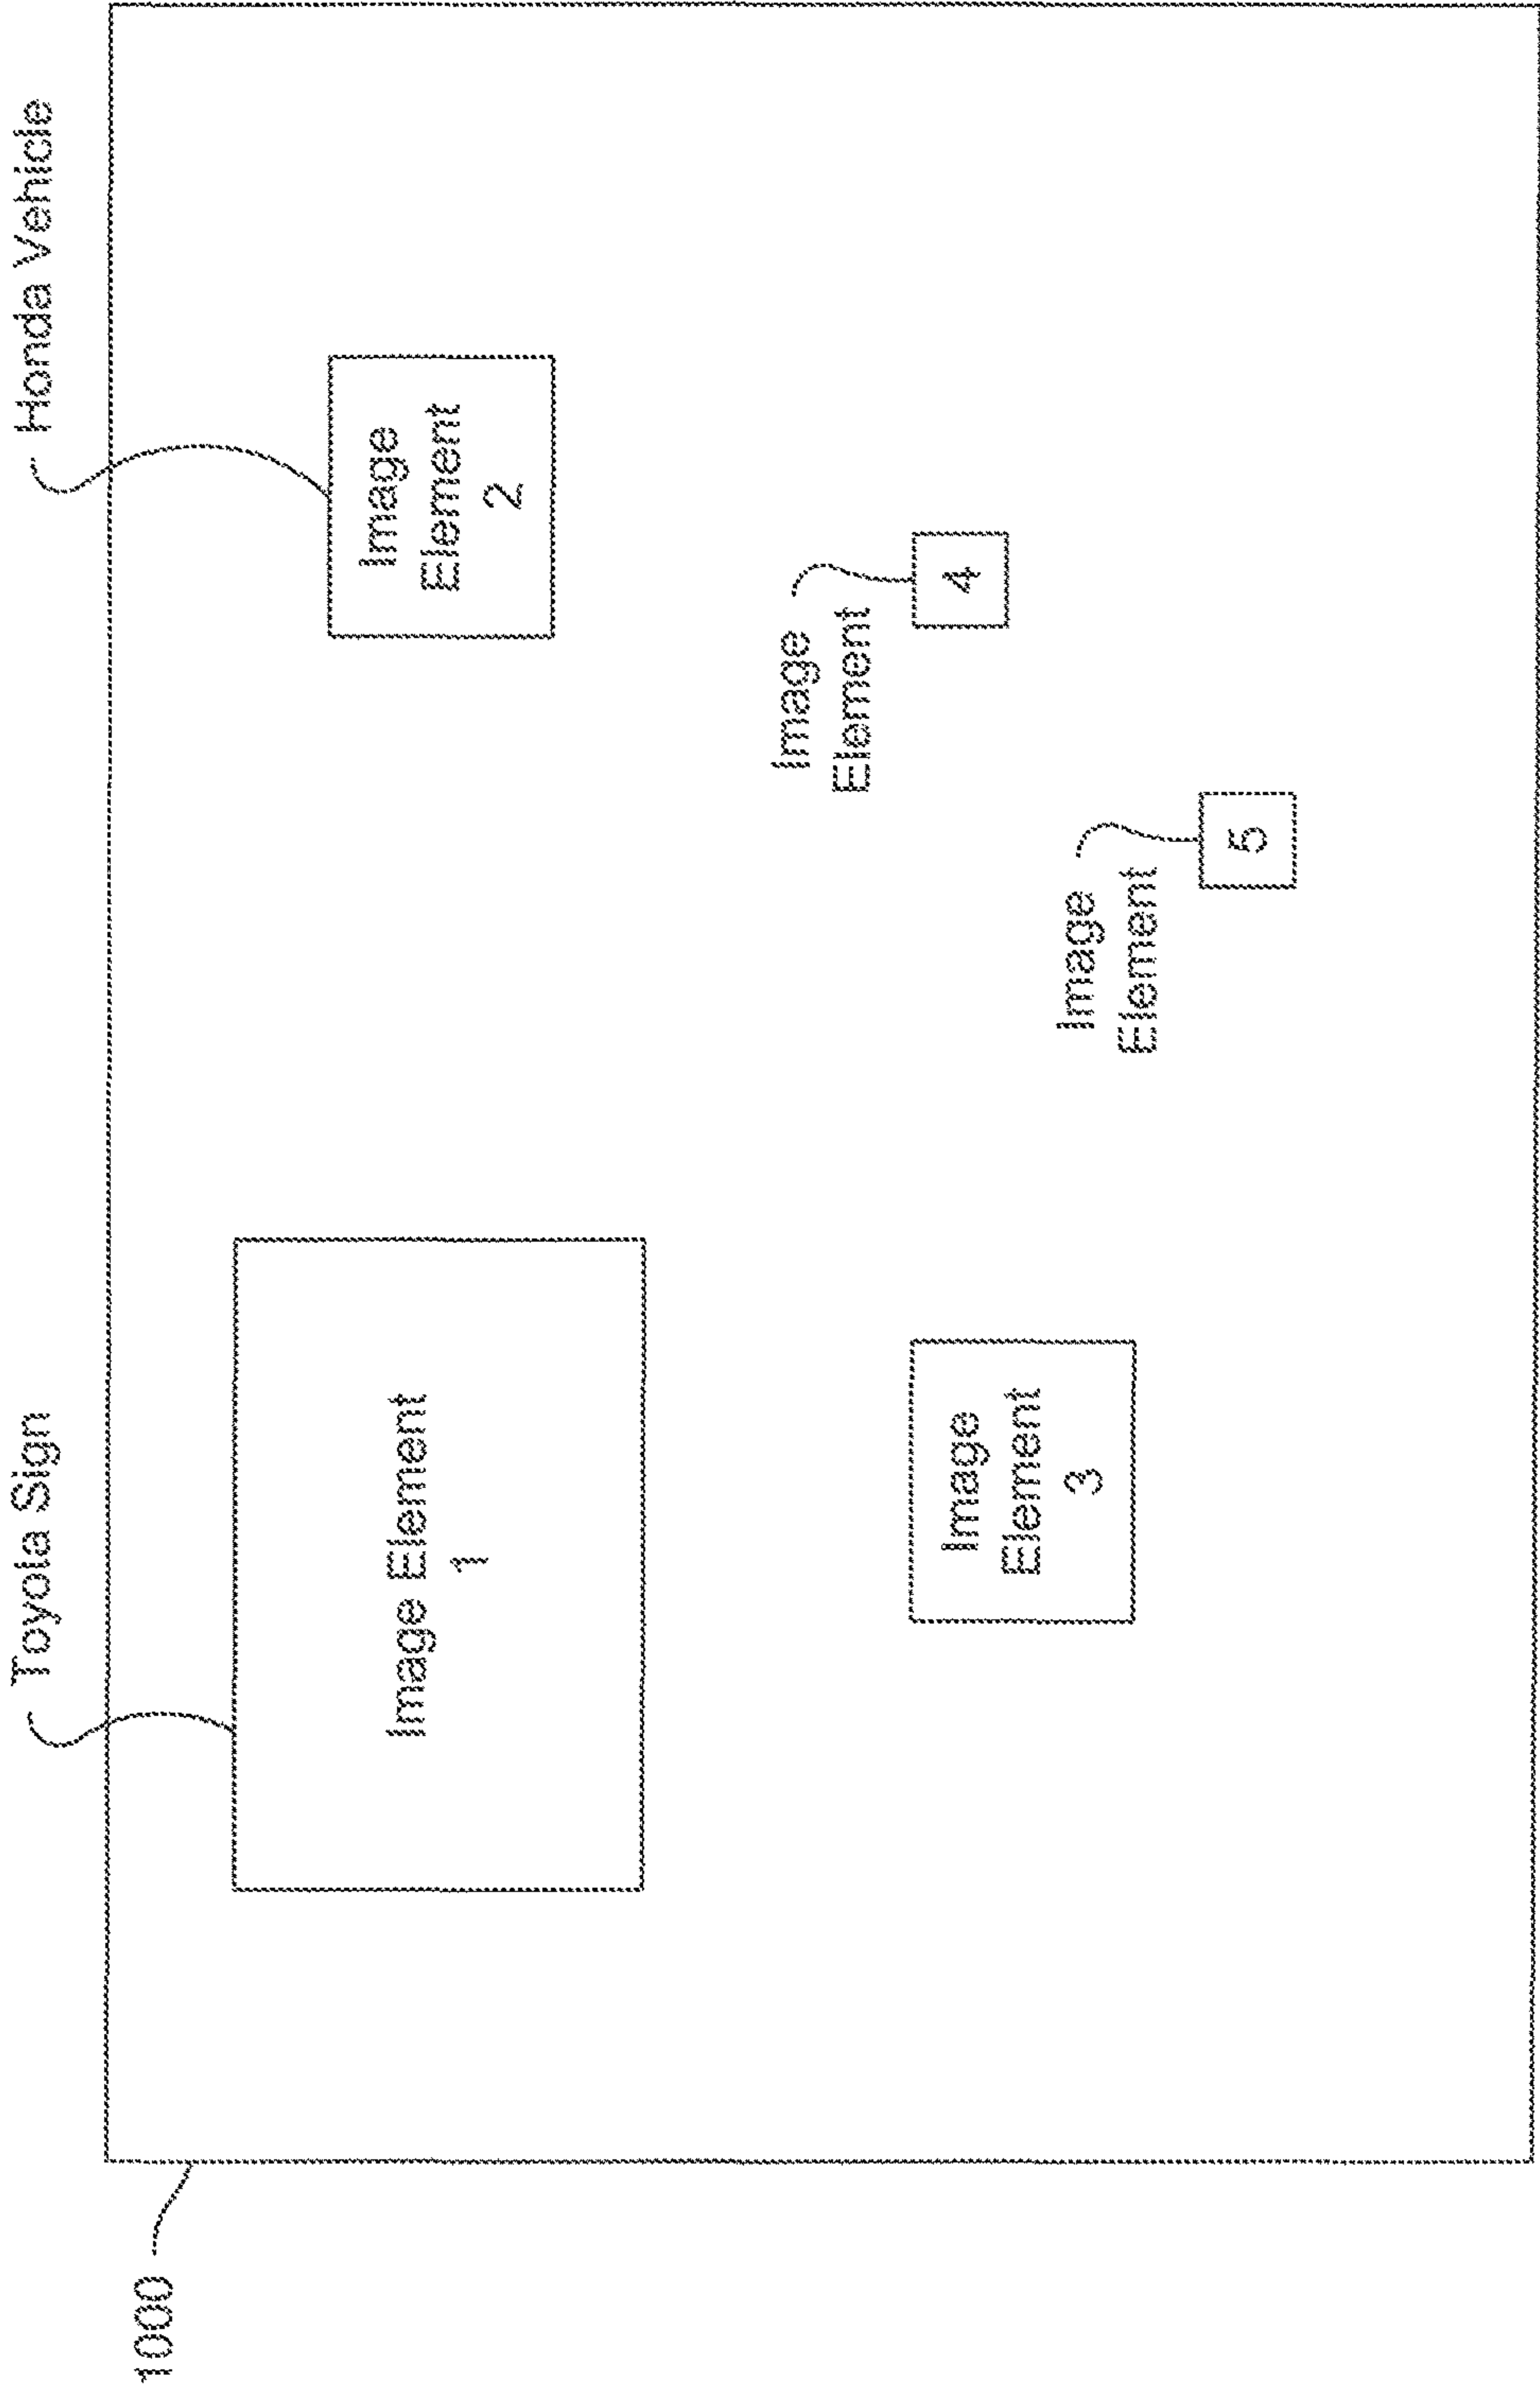 1000
Toyota Sign
Honda Vehicle
Image Element
1
Image
Element
2
Image
Element
3
Image
Element
4
Image
Element
5